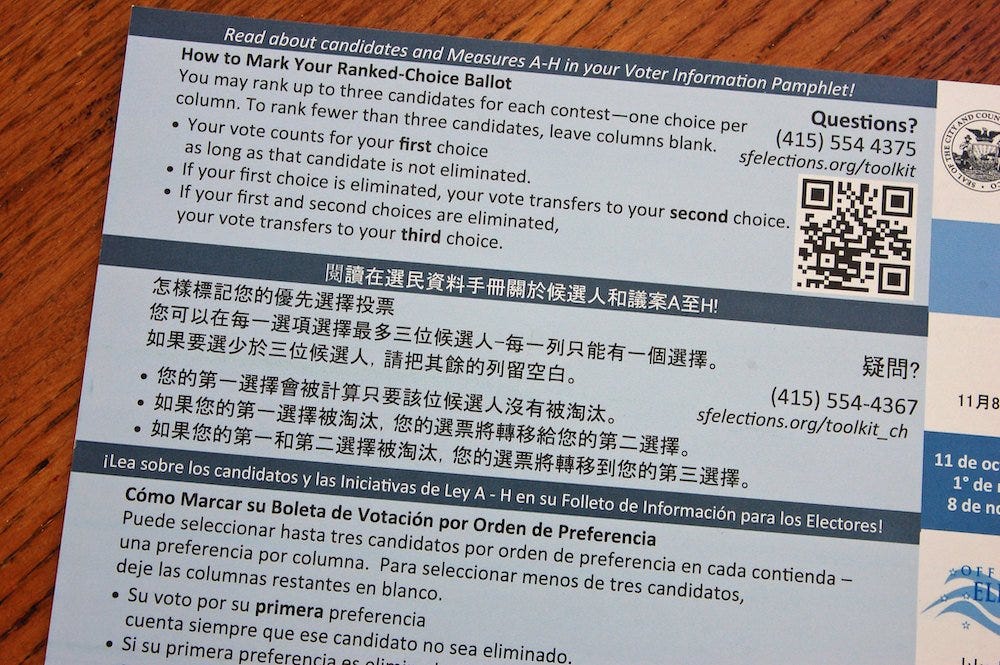 Read about candidates and Measures A-H in your Voter Information Pamphlet!
How to Mark Your Ranked-Choice Ballot
You may rank up to three candidates for each contest—one choice per
column. To rank fewer than three candidates, leave columns blank.
• Your vote counts for your first choice
as long as that candidate is not eliminated.
• If your first choice is eliminated, your vote transfers to your second choice.
• If your first and second choices are eliminated,
your vote transfers to your third choice.
Questions?
(415) 554 4375
sfelections.org/toolkit
閱讀在選民資料手冊關於候選人和議案A至H!
怎樣標記您的優先選擇投票
您可以在每一選項選擇最多三位候選人-每一列只能有一個選擇。
如果要選少於三位候選人, 請把其餘的列留空白。
• 您的第一選擇會被計算只要該位候選人沒有被淘汰。
• 如果您的第一選擇被淘汰, 您的選票將轉移給您的第二選擇。
• 如果您的第一和第二選擇被淘汰, 您的選票將轉移到您的第三選擇。
疑問?
(415) 554-4367
sfelections.org/toolkit_ch
¡Lea sobre los candidatos y las Iniciativas de Ley A - H en su Folleto de Información para los Electores!
Cómo Marcar su Boleta de Votación por Orden de Preferencia
Puede seleccionar hasta tres candidatos por orden de preferencia en cada contienda –
una preferencia por columna. Para seleccionar menos de tres candidatos,
deje las columnas restantes en blanco.
• Su voto por su primera preferencia
cuenta siempre que ese candidato no sea eliminado.
• Si su primera preferencia es
SEAL OF THE CITY AND
11月8
11 de
1° de
8 de